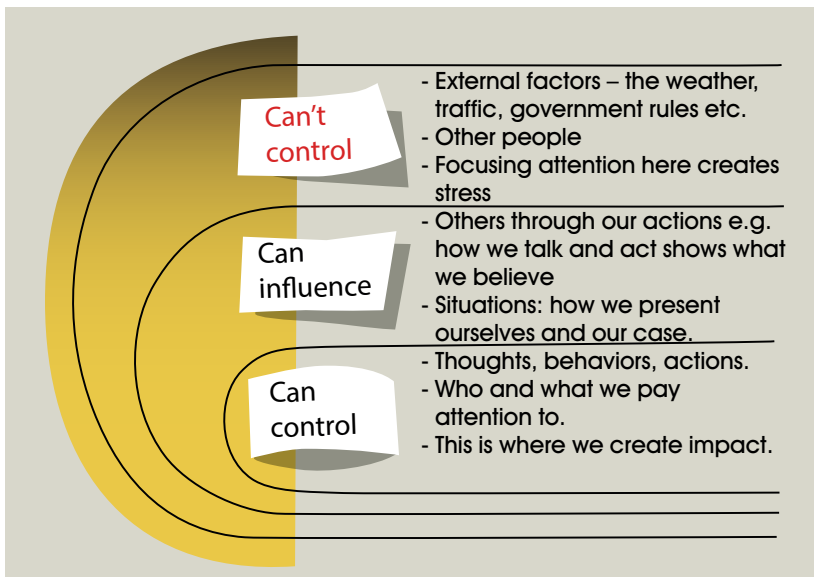 Can't
control
- External factors – the weather,
traffic, government rules etc.
- Other people
- Focusing attention here creates
stress
Can
influence
- Others through our actions e.g.
how we talk and act shows what
we believe
- Situations: how we present
ourselves and our case.
Can
control
- Thoughts, behaviors, actions.
- Who and what we pay
attention to.
- This is where we create impact.